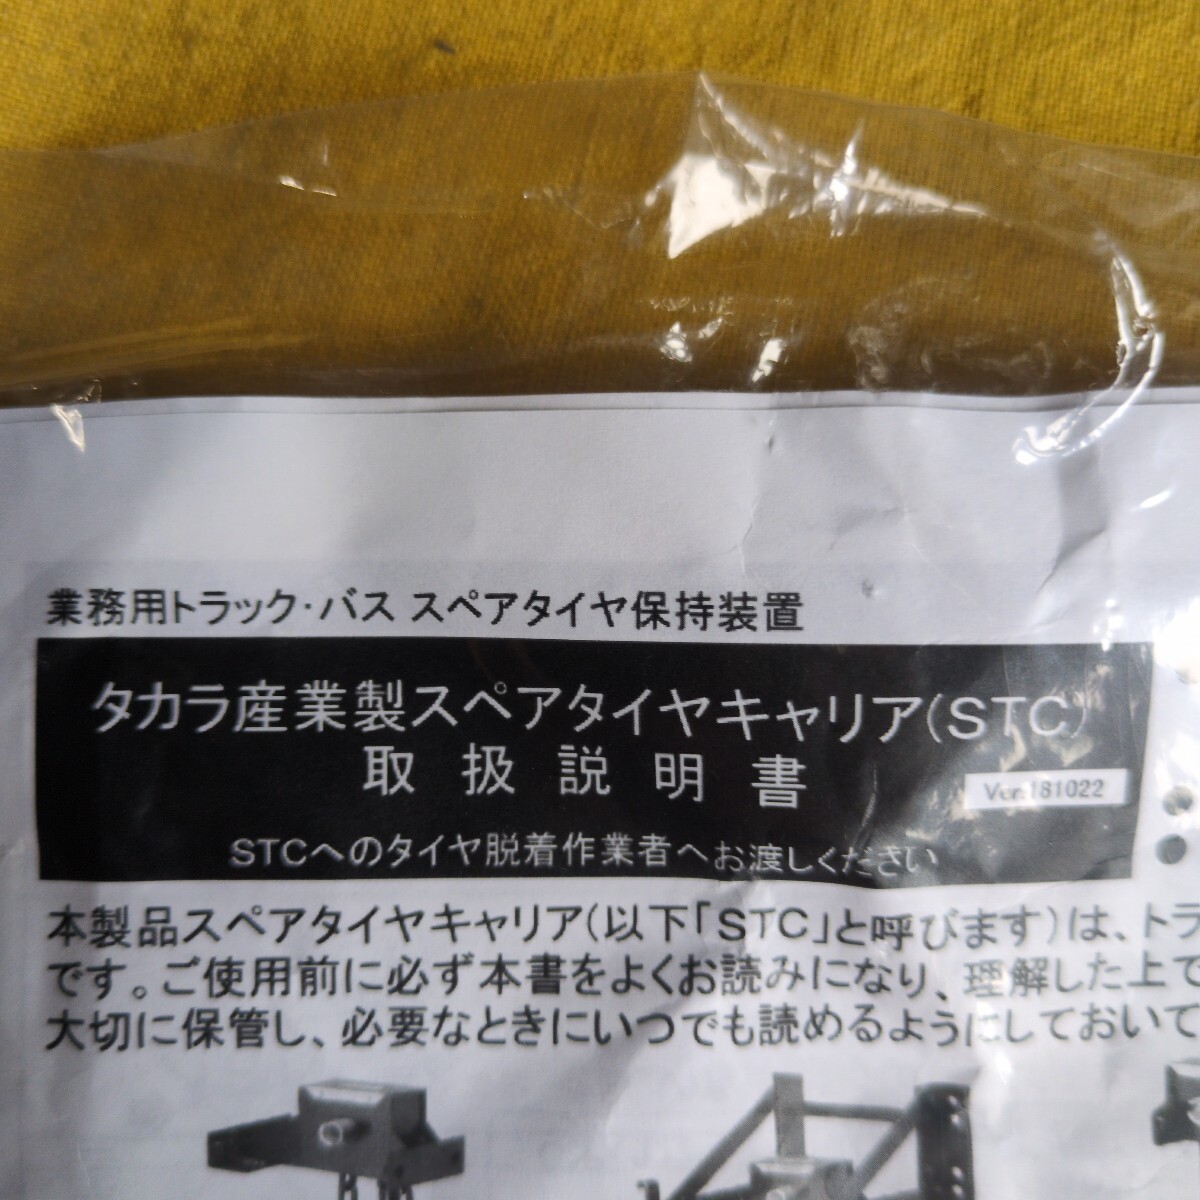 業務用トラック・バス スペアタイヤ保持装置
タカラ産業製スペアタイヤキャリア(STC)
取扱説明書
Ver.181022
STCへのタイヤ脱着作業者へお渡しください
本製品スペアタイヤキャリア(以下「STC」と呼びます)は、トラ
です。ご使用前に必ず本書をよくお読みになり、理解した上で
大切に保管し、必要なときにいつでも読めるようにしておいて